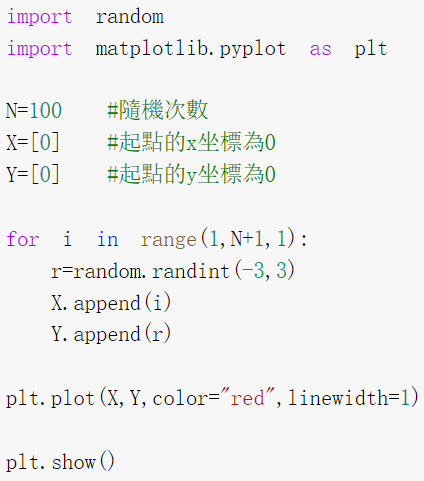 import random
import matplotlib.pyplot as plt
N=100 #隨機次數
X=[0] #起點的x坐標為0
Y=[0] #起點的y坐標為0
for i in range(1,N+1,1):
r=random.randint(-3,3)
X.append(i)
Y.append(r)
plt.plot(X,Y,color="red",linewidth=1)
plt.show()